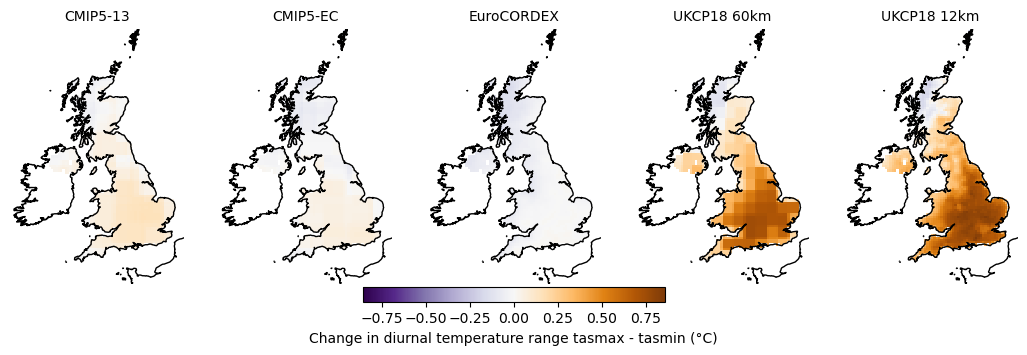 CMIP5-13 CMIP5-EC EuroCORDEX UKCP18 60km UKCP18 12km
−0.75 −0.50 −0.25 0.00 0.25 0.50 0.75
Change in diurnal temperature range tasmax - tasmin (°C)